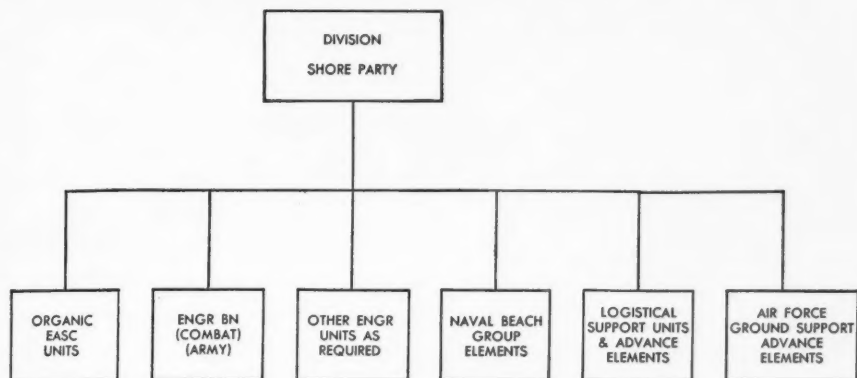 DIVISION
SHORE PARTY
ORGANIC
EASC
UNITS
ENGR BN
(COMBAT)
(ARMY)
OTHER ENGR
UNITS AS
REQUIRED
NAVAL BEACH
GROUP
ELEMENTS
LOGISTICAL
SUPPORT UNITS
& ADVANCE
ELEMENTS
AIR FORCE
GROUND SUPPORT
ADVANCE
ELEMENTS